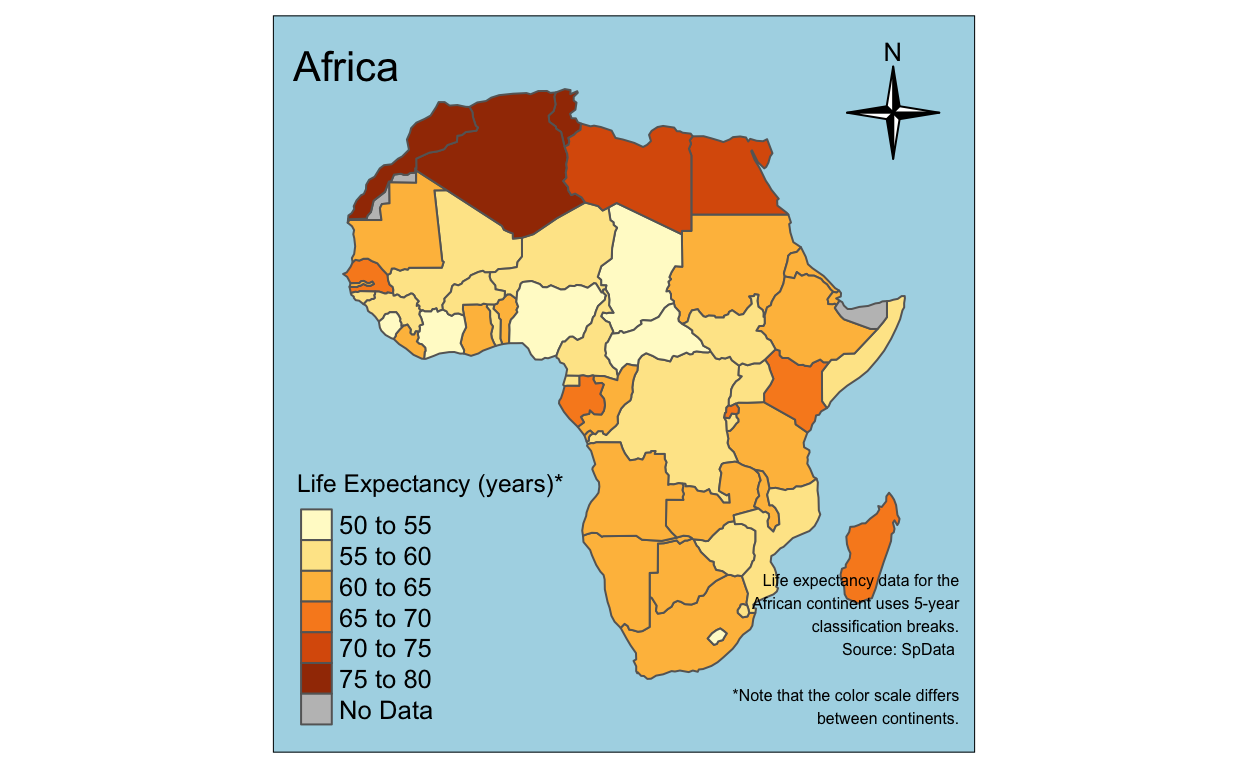 Africa
N
Life Expectancy (years)*
50 to 55
55 to 60
60 to 65
65 to 70
70 to 75
75 to 80
No Data
Life expectancy data for the
African continent uses 5-year
classification breaks.
Source: SpData
*Note that the color scale differs
between continents.